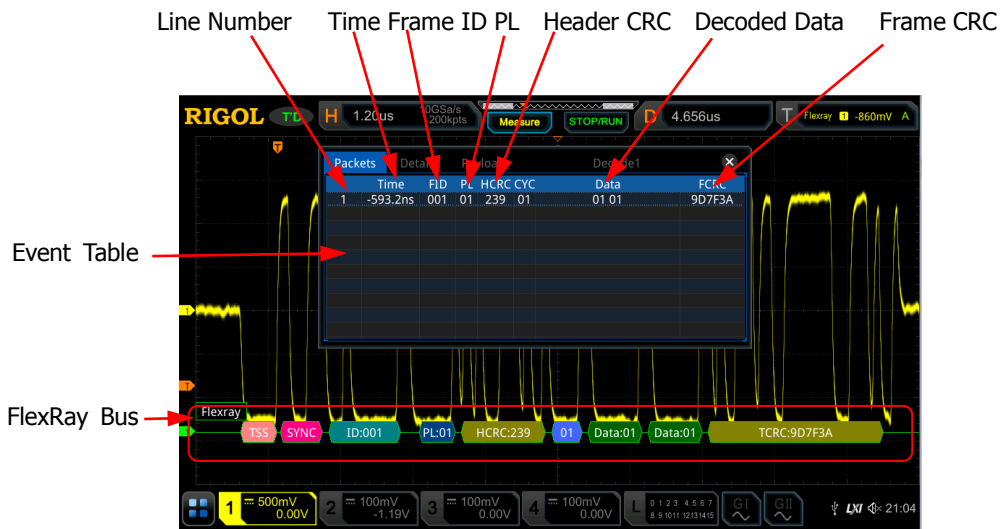 Line Number Time Frame ID PL Header CRC Decoded Data Frame CRC
RIGOL T'D H 1.20us 10GSa/s 200kpts Measure STOP/RUN D 4.656us T Flexray 1 -860mV A
T
Packets Details Payload Decode1
Time FID PL HCRC CYC Data FCRC
1 -593.2ns 001 01 239 01 01 01 9D7F3A
Event Table
1
T
FlexRay Bus
Flexray
TSS SYNC ID:001 PL:01 HCRC:239 01 Data:01 Data:01 TCRC:9D7F3A
1 500mV 0.00V 2 100mV -1.19V 3 100mV 0.00V 4 100mV 0.00V L 0 1 2 3 4 5 6 7 8 9 10 11 12 13 14 15 GI GII LXI 21:04